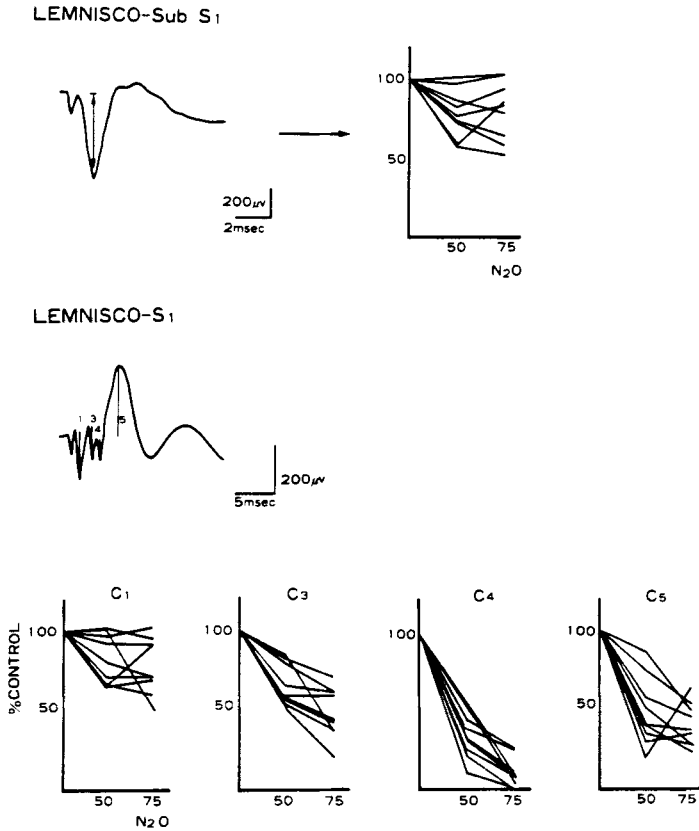 LEMNISCO-Sub S1
100
50
200μv
2msec
50 75
N2O
LEMNISCO-S1
1 3 4 5
200μv
5msec
C1 C3 C4 C5
%CONTROL
100 100 100 100
50 50 50
50 75 50 75 50 75 50 75
N2O